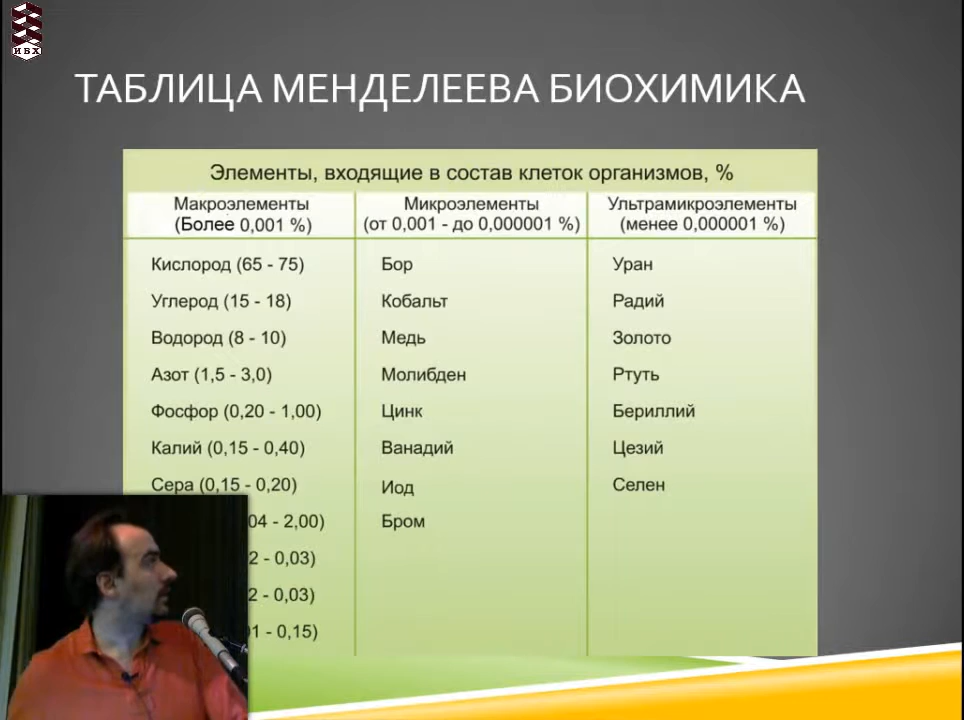 ИБХ
ТАБЛИЦА МЕНДЕЛЕЕВА БИОХИМИКА
Элементы, входящие в состав клеток организмов, %
Макроэлементы
(Более 0,001 %)
Микроэлементы
(от 0,001 - до 0,000001 %)
Ультрамикроэлементы
(менее 0,000001 %)
Кислород (65 - 75)
Бор
Уран
Углерод (15 - 18)
Кобальт
Радий
Водород (8 - 10)
Медь
Золото
Азот (1,5 - 3,0)
Молибден
Ртуть
Фосфор (0,20 - 1,00)
Цинк
Бериллий
Калий (0,15 - 0,40)
Ванадий
Цезий
Сера (0,15 - 0,20)
Иод
Селен
04 - 2,00)
Бром
2 - 0,03)
2 - 0,03)
01 - 0,15)